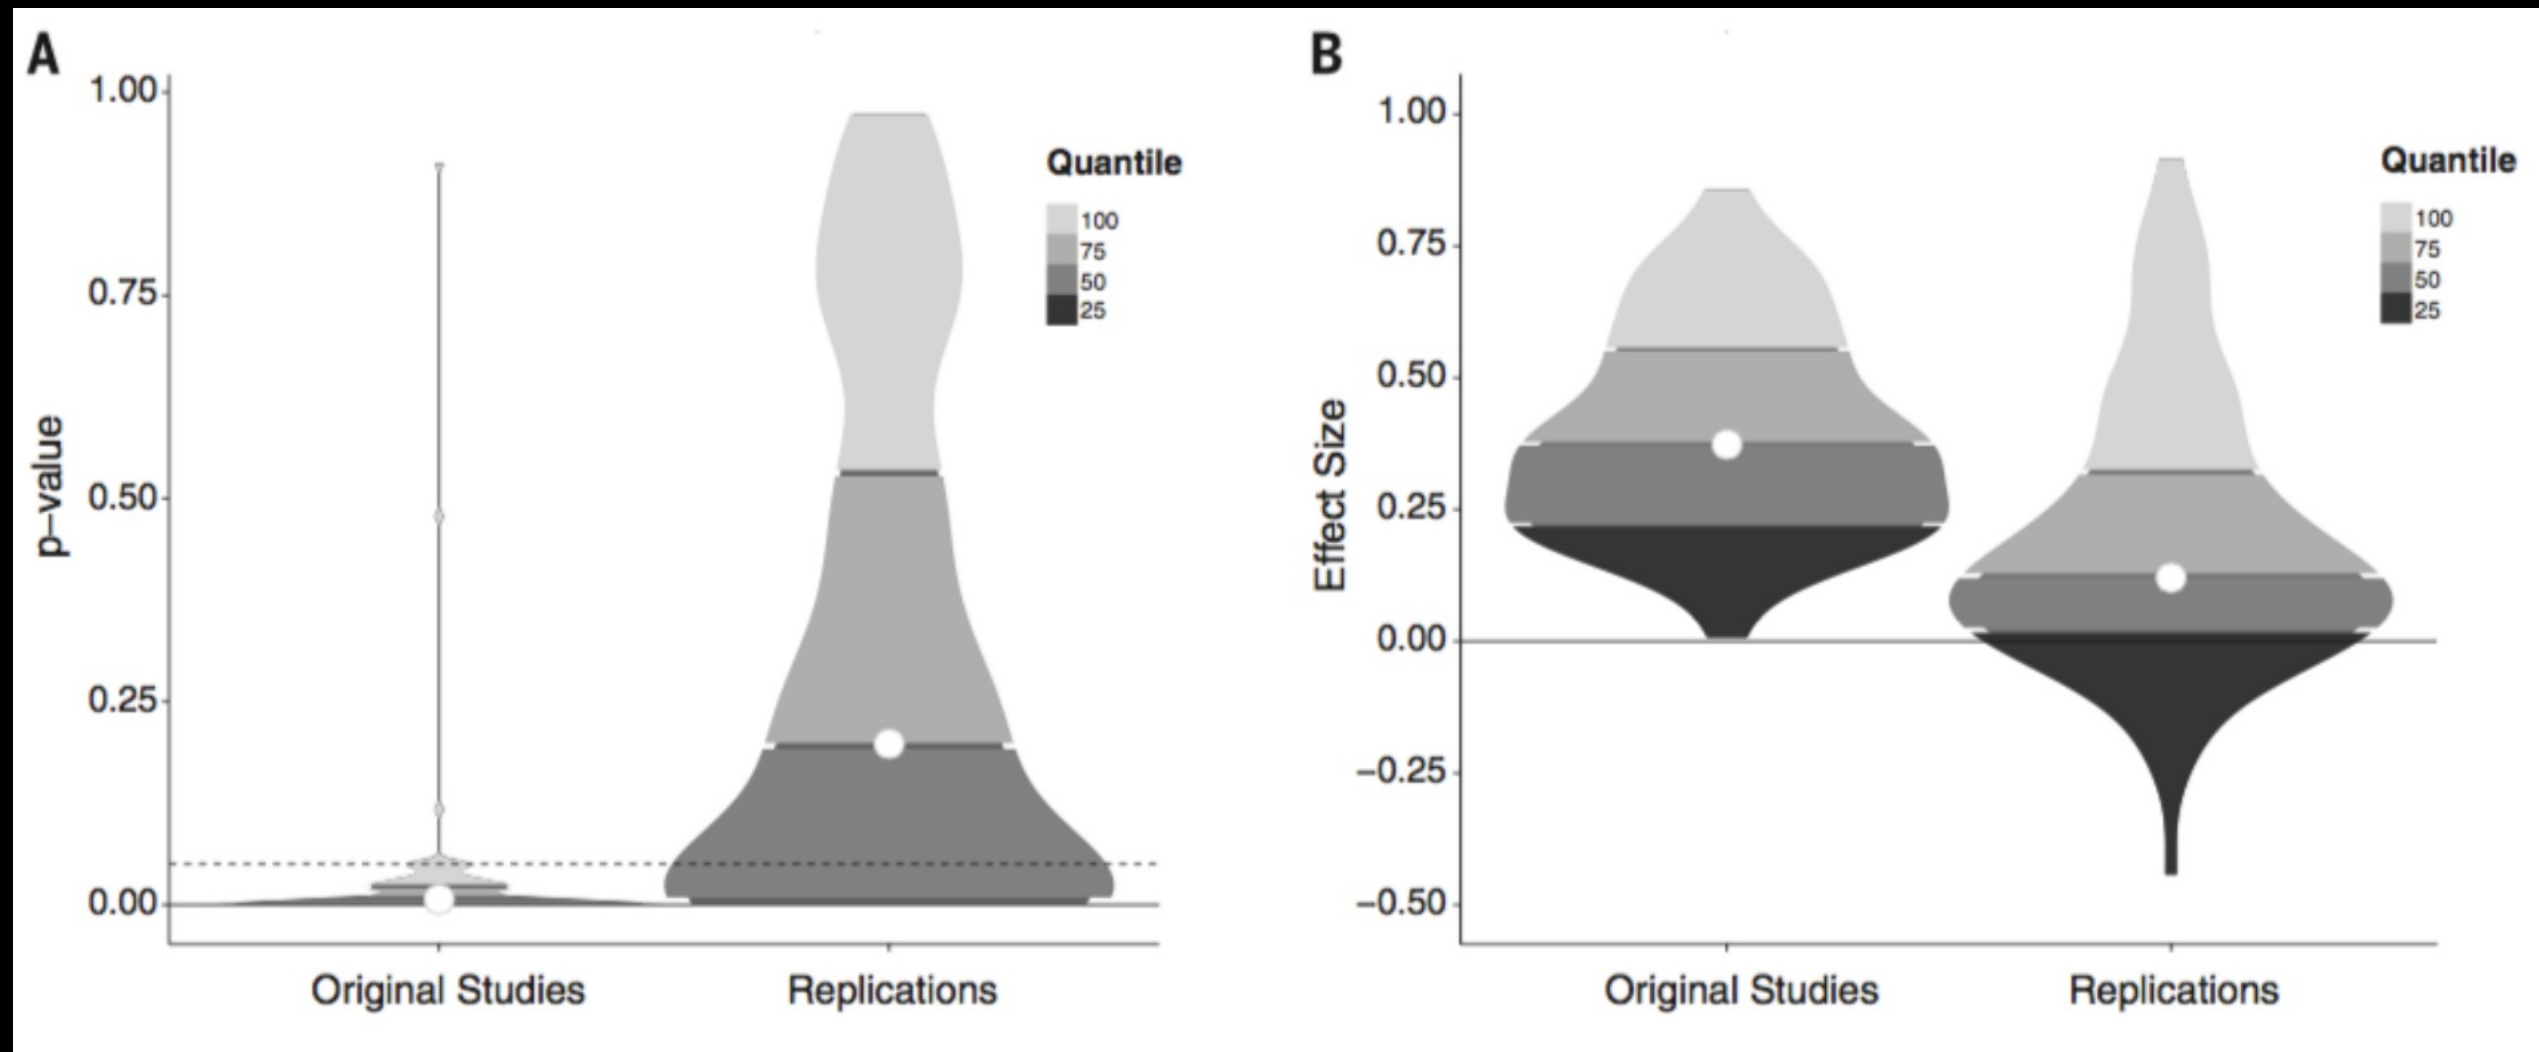 A
1.00
0.75
0.50
0.25
0.00
p–value
Original Studies
Replications
Quantile
100
75
50
25
B
1.00
0.75
0.50
0.25
0.00
−0.25
−0.50
Effect Size
Original Studies
Replications
Quantile
100
75
50
25